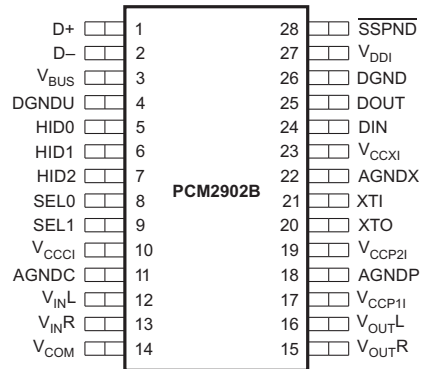 D+ 1 28 SSPND
D– 2 27 VDDI
VBUS 3 26 DGND
DGNDU 4 25 DOUT
HID0 5 24 DIN
HID1 6 23 VCCXI
HID2 7 22 AGNDX
SEL0 8 PCM2902B 21 XTI
SEL1 9 20 XTO
VCCCI 10 19 VCCP2I
AGNDC 11 18 AGNDP
VINL 12 17 VCCP1I
VINR 13 16 VOUTL
VCOM 14 15 VOUTR